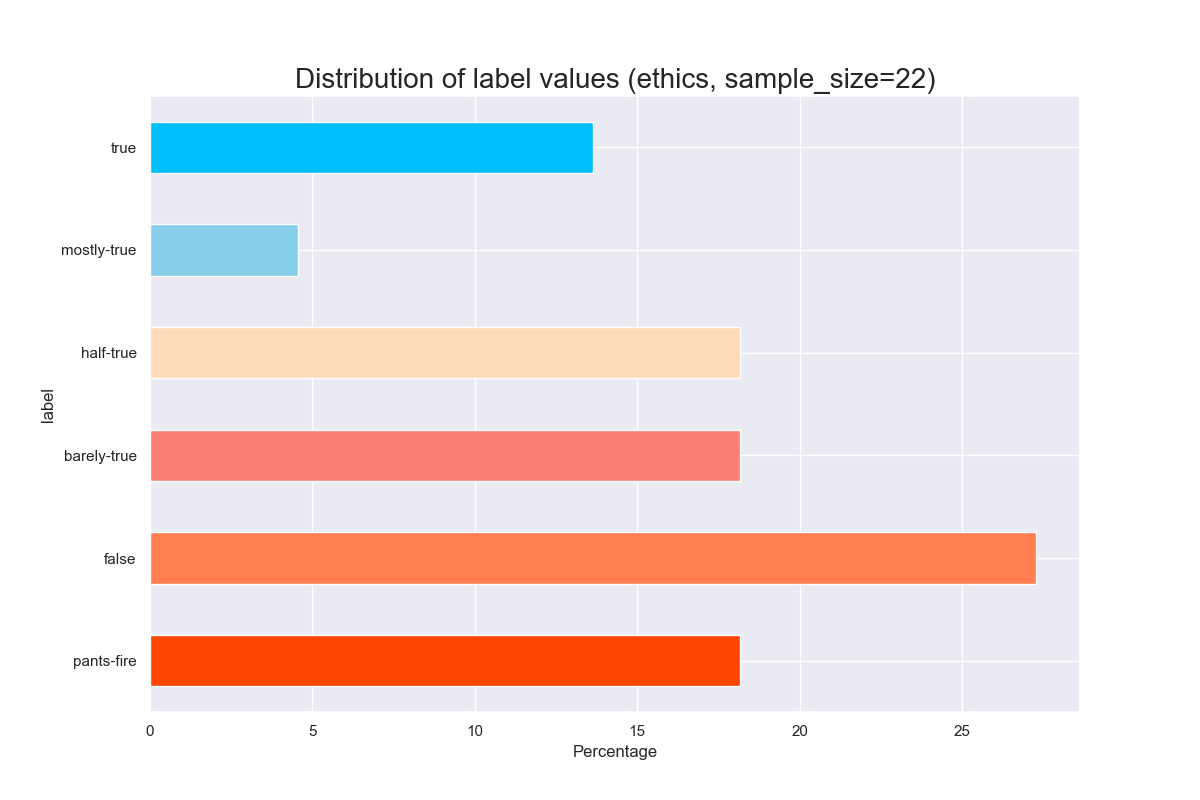 Distribution of label values (ethics, sample_size=22)
true
mostly-true
half-true
label
barely-true
false
pants-fire
0 5 10 15 20 25
Percentage